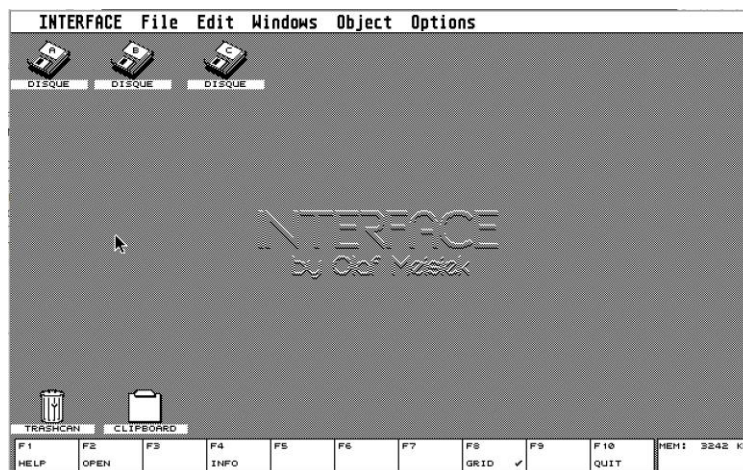 INTERFACE File Edit Windows Object Options
A B C
DISQUE DISQUE DISQUE
INTERFACE
by Olaf Meisiek
TRASHCAN CLIPBOARD
F1 F2 F3 F4 F5 F6 F7 F8 F9 F10 MEM: 3242 K
HELP OPEN INFO GRID ✔ QUIT